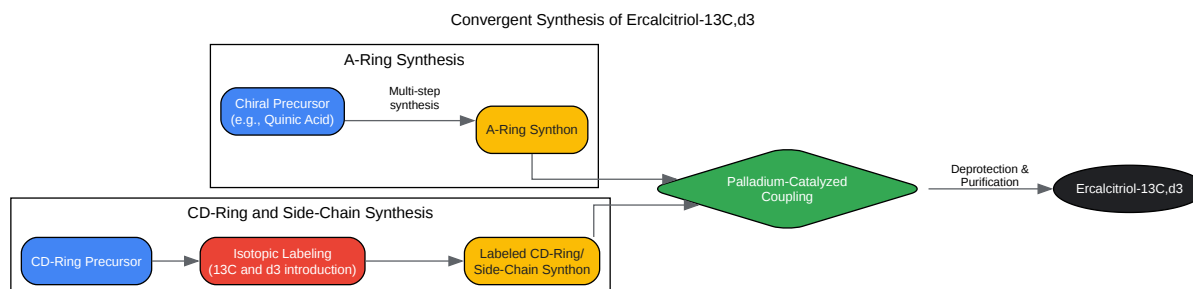 Convergent Synthesis of Ercalcitriol-13C,d3
A-Ring Synthesis
Chiral Precursor
(e.g., Quinic Acid)
Multi-step
synthesis
A-Ring Synthon
Palladium-Catalyzed
Coupling
Deprotection &
Purification
Ercalcitriol-13C,d3
CD-Ring and Side-Chain Synthesis
CD-Ring Precursor
Isotopic Labeling
(13C and d3 introduction)
Labeled CD-Ring/
Side-Chain Synthon